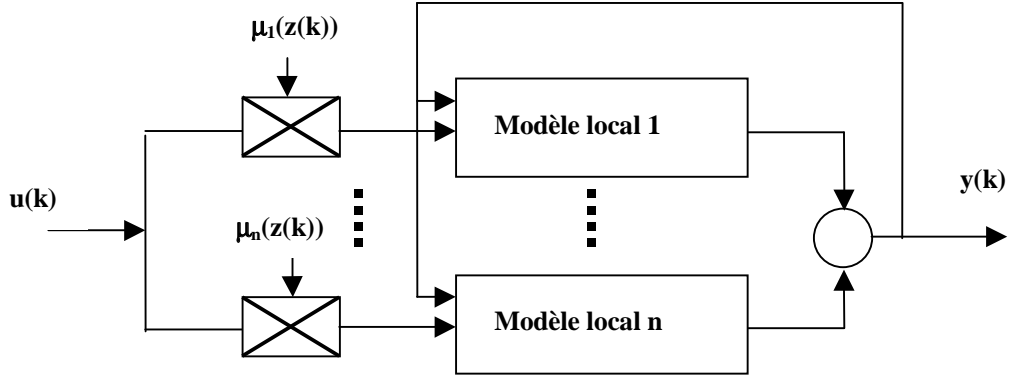 μ₁(z(k))
Modèle local 1
u(k)
y(k)
μₙ(z(k))
Modèle local n